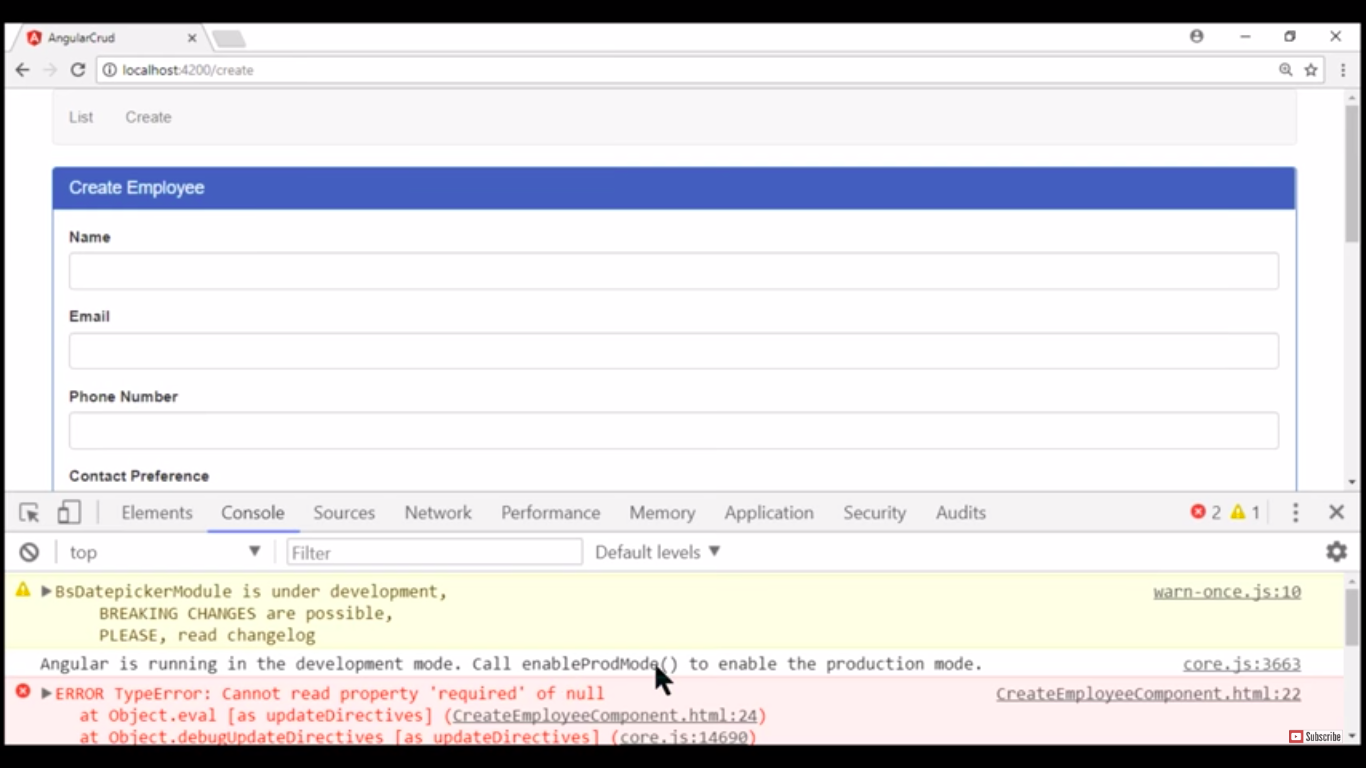 AngularCrud
localhost:4200/create
List Create
Create Employee
Name
Email
Phone Number
Contact Preference
Elements Console Sources Network Performance Memory Application Security Audits 2 1
top Filter Default levels
BsDatepickerModule is under development, warn-once.js:10
BREAKING CHANGES are possible,
PLEASE, read changelog
Angular is running in the development mode. Call enableProdMode() to enable the production mode. core.js:3663
ERROR TypeError: Cannot read property 'required' of null CreateEmployeeComponent.html:22
at Object.eval [as updateDirectives] (CreateEmployeeComponent.html:24)
at Object.debugUpdateDirectives [as updateDirectives] (core.js:14690)
Subscribe